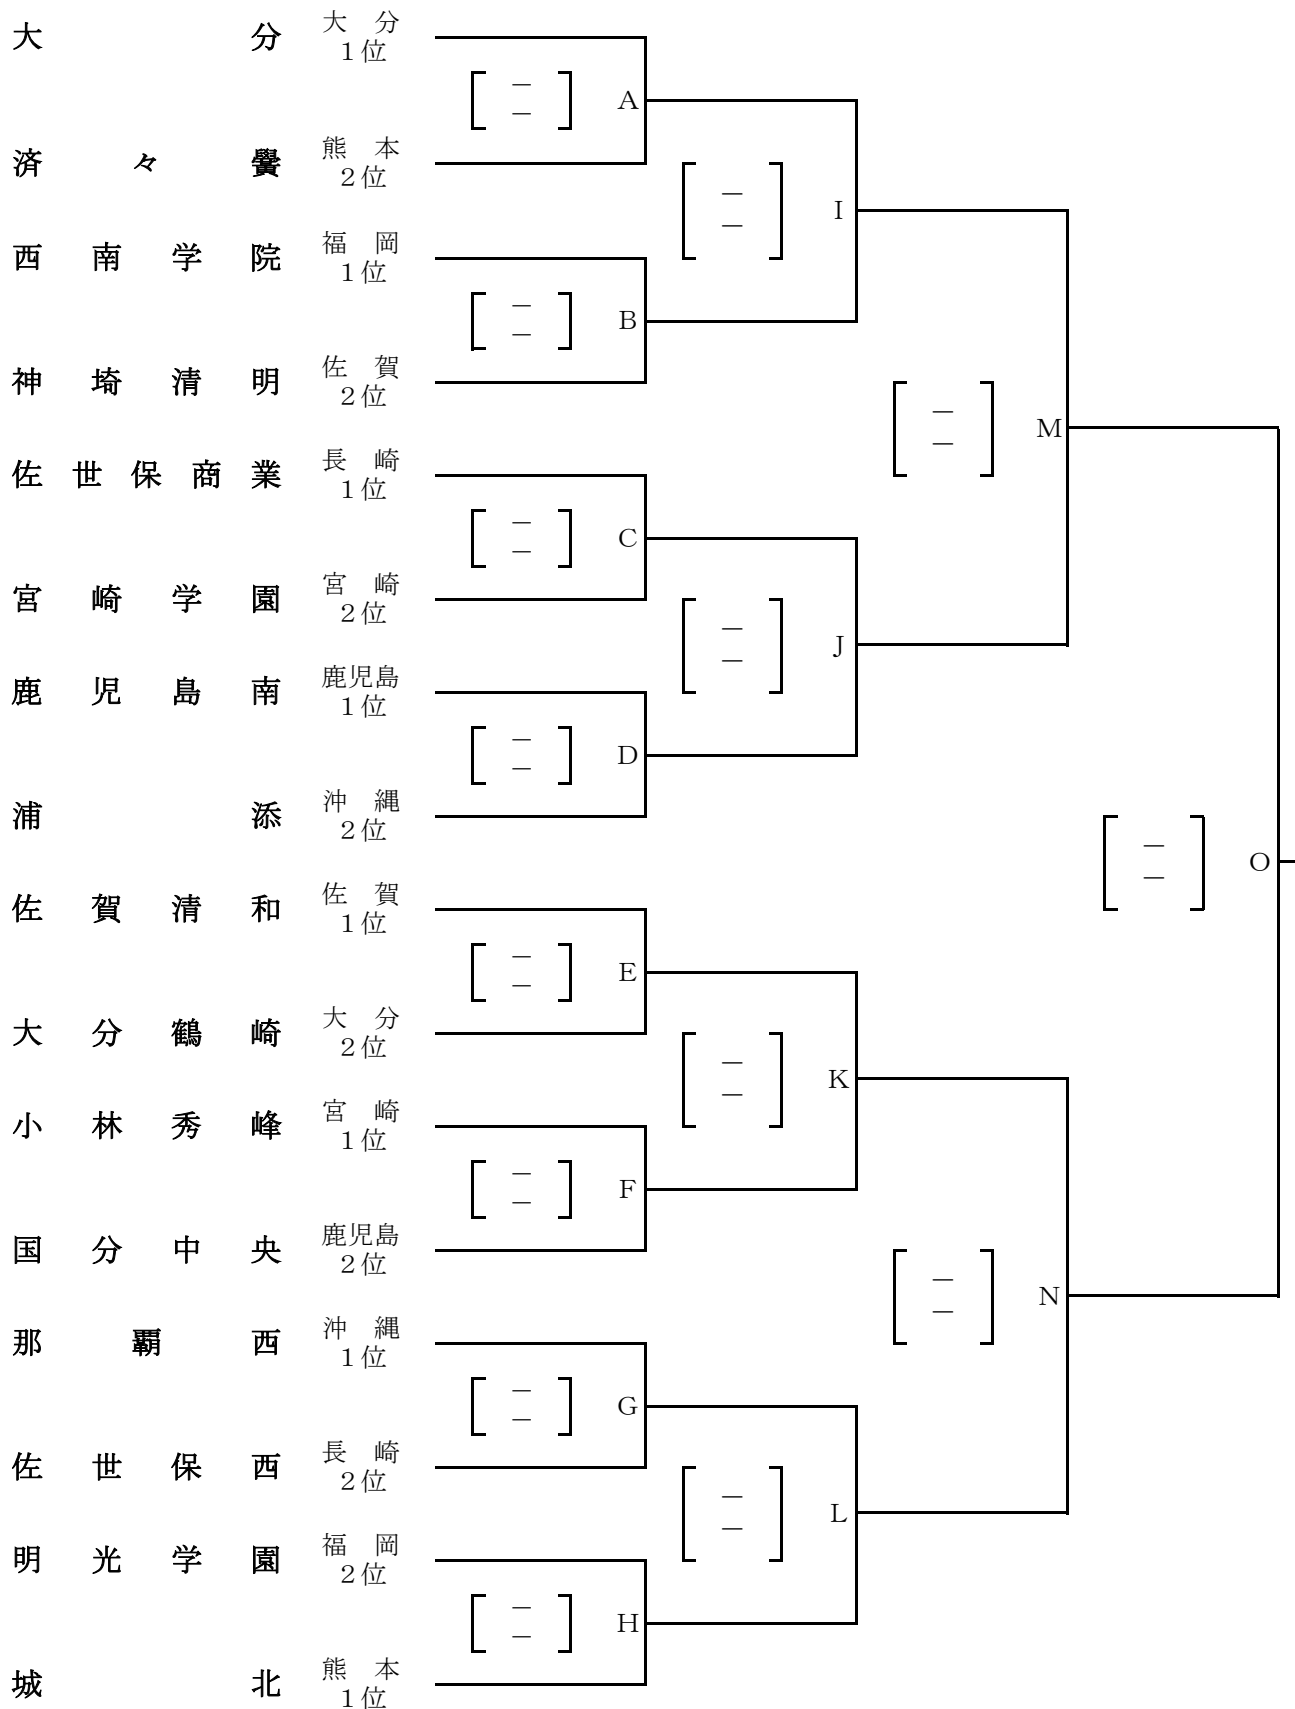 大分 大分
1位
－
－ A
済々黌 熊本
2位
－
－ I
西南学院 福岡
1位
－
－ B
神埼清明 佐賀
2位
－
－ M
佐世保商業 長崎
1位
－
－ C
宮崎学園 宮崎
2位
－
－ J
鹿児島南 鹿児島
1位
－
－ D
浦添 沖縄
2位
－
－ O
佐賀清和 佐賀
1位
－
－ E
大分鶴崎 大分
2位
－
－ K
小林秀峰 宮崎
1位
－
－ F
国分中央 鹿児島
2位
－
－ N
那覇西 沖縄
1位
－
－ G
佐世保西 長崎
2位
－
－ L
明光学園 福岡
2位
－
－ H
城北 熊本
1位